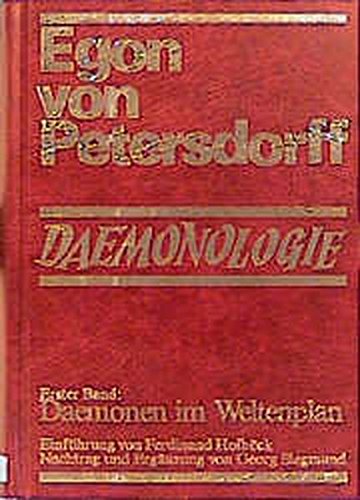 Egon
von
Petersdorff
DAEMONOLOGIE
Erster Band:
Daemonen im Weltenplan
Einführung von Ferdinand Holböck
Nachtrag und Ergänzung von Georg Siegmund